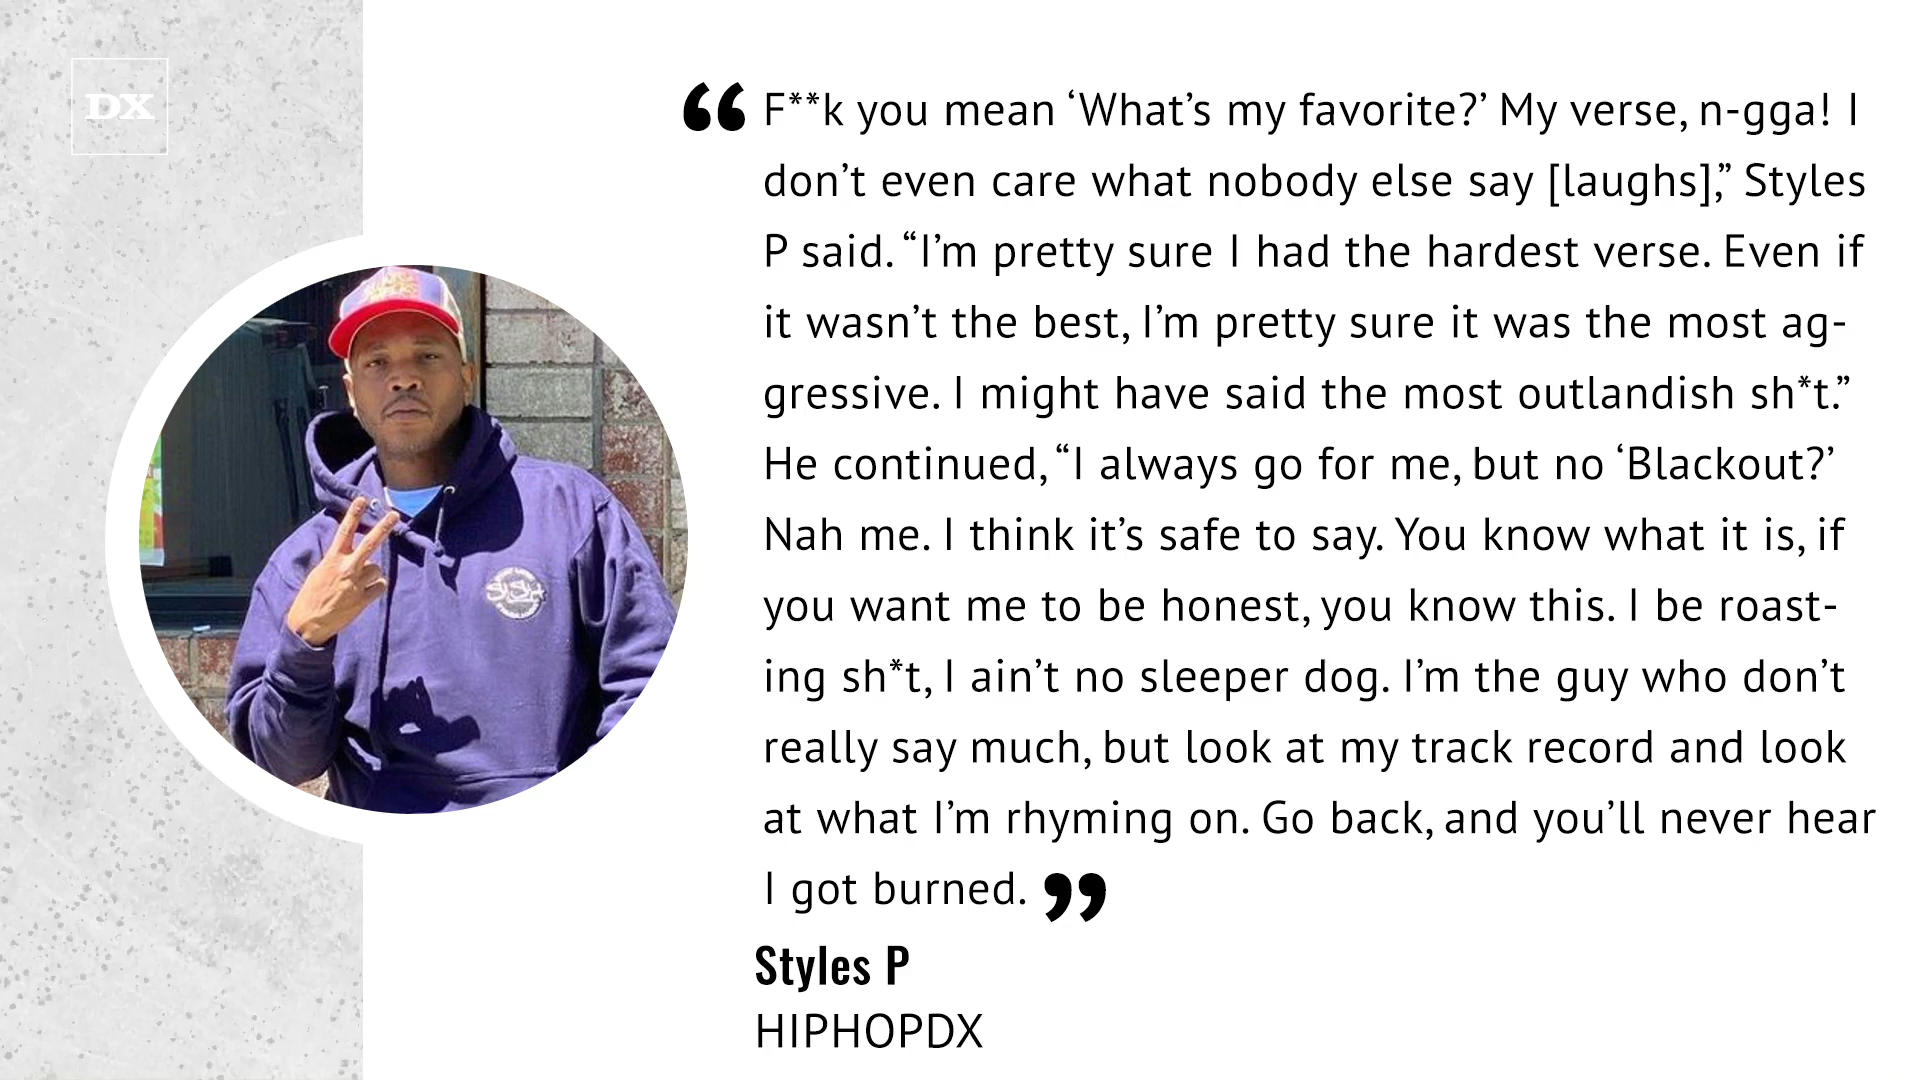 DX
“F**k you mean ‘What’s my favorite?’ My verse, n-gga! I
don’t even care what nobody else say [laughs],” Styles
P said. “I’m pretty sure I had the hardest verse. Even if
it wasn’t the best, I’m pretty sure it was the most ag-
gressive. I might have said the most outlandish sh*t.”
He continued, “I always go for me, but no ‘Blackout?’
Nah me. I think it’s safe to say. You know what it is, if
you want me to be honest, you know this. I be roast-
ing sh*t, I ain’t no sleeper dog. I’m the guy who don’t
really say much, but look at my track record and look
at what I’m rhyming on. Go back, and you’ll never hear
I got burned.”
Styles P
HIPHOPDX